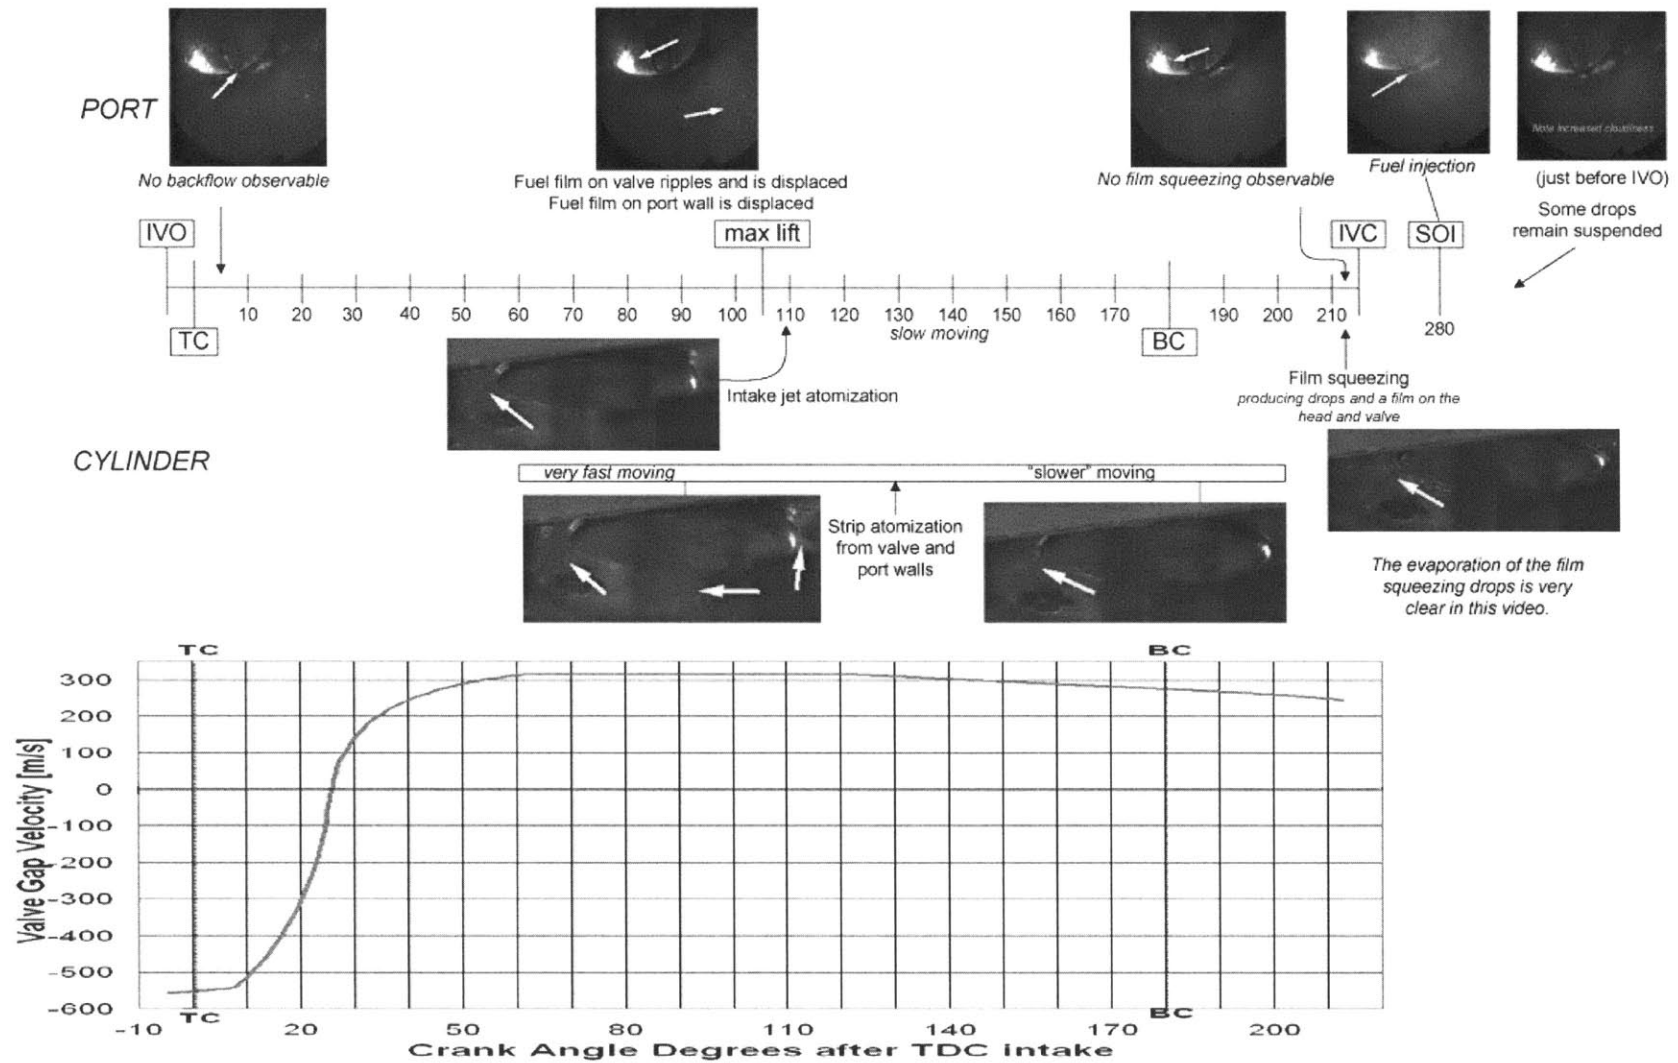 PORT
No backflow observable
Fuel film on valve ripples and is displaced
Fuel film on port wall is displaced
No film squeezing observable
Fuel injection
Note increased cloudiness
(just before IVO)
Some drops
remain suspended
IVO
max lift
IVC
SOI
10 20 30 40 50 60 70 80 90 100 110 120 130 140 150 160 170 190 200 210
280
TC
slow moving
BC
Intake jet atomization
Film squeezing
producing drops and a film on the
head and valve
CYLINDER
very fast moving
"slower" moving
Strip atomization
from valve and
port walls
The evaporation of the film
squeezing drops is very
clear in this video.
TC
BC
Valve Gap Velocity [m/s]
300
200
100
0
-100
-200
-300
-400
-500
-600
TC
BC
-10 20 50 80 110 140 170 200
Crank Angle Degrees after TDC intake